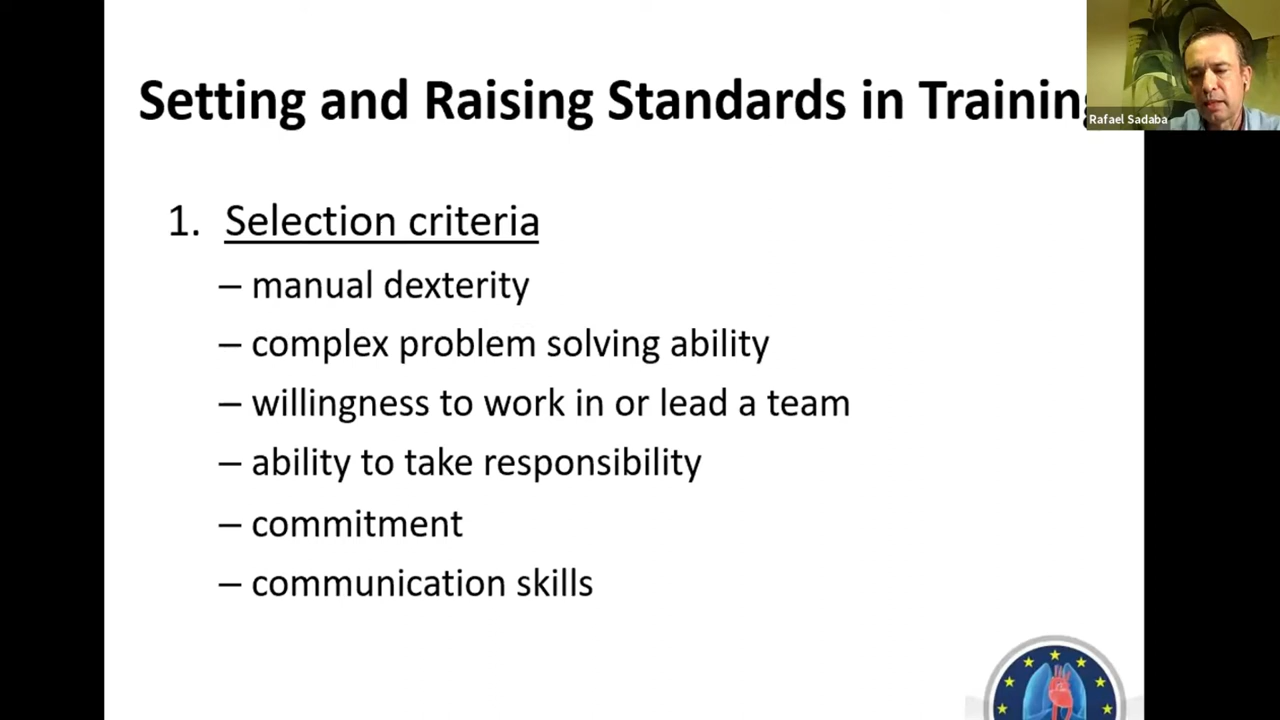 Setting and Raising Standards in Training
Rafael Sadaba
1. Selection criteria
– manual dexterity
– complex problem solving ability
– willingness to work in or lead a team
– ability to take responsibility
– commitment
– communication skills